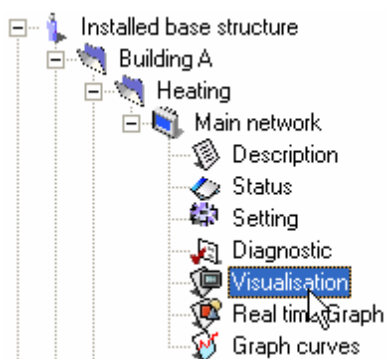 Installed base structure
Building A
Heating
Main network
Description
Status
Setting
Diagnostic
Visualisation
Real time Graph
Graph curves